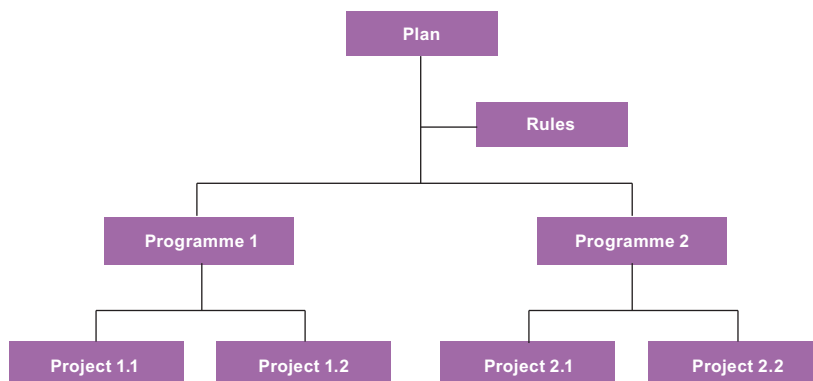 Plan
Rules
Programme 1
Programme 2
Project 1.1
Project 1.2
Project 2.1
Project 2.2